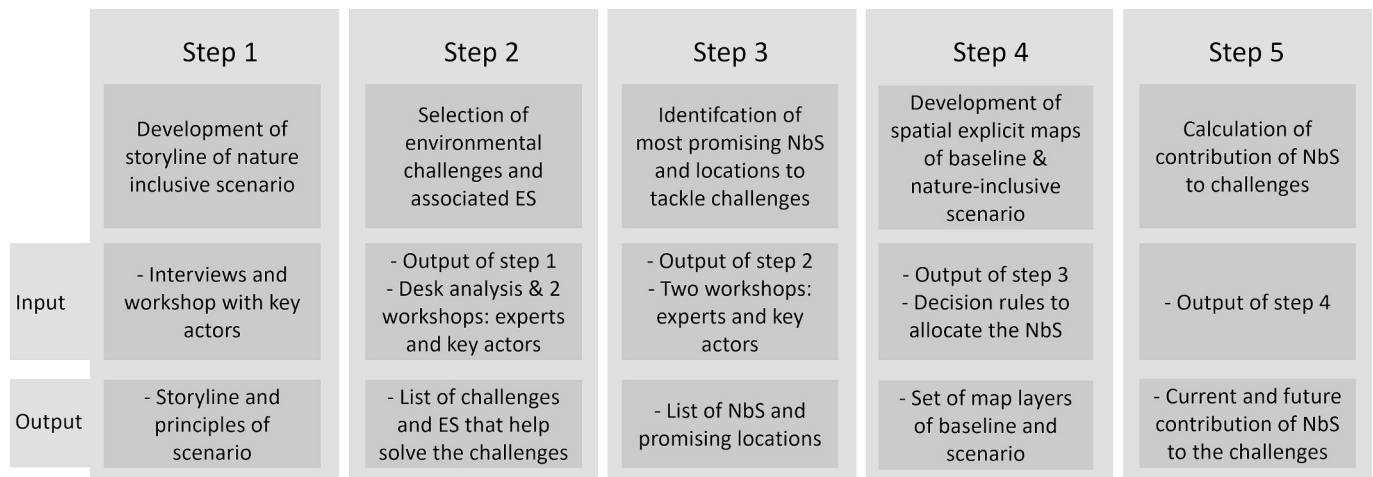 Step 1
Step 2
Step 3
Step 4
Step 5
Development of
storyline of nature
inclusive scenario
Selection of
environmental
challenges and
associated ES
Identifcation of
most promising NbS
and locations to
tackle challenges
Development of
spatial explicit maps
of baseline &
nature-inclusive
scenario
Calculation of
contribution of NbS
to challenges
Input
- Interviews and
workshop with key
actors
- Output of step 1
- Desk analysis & 2
workshops: experts
and key actors
- Output of step 2
- Two workshops:
experts and key
actors
- Output of step 3
- Decision rules to
allocate the NbS
- Output of step 4
Output
- Storyline and
principles of
scenario
- List of challenges
and ES that help
solve the challenges
- List of NbS and
promising locations
- Set of map layers
of baseline and
scenario
- Current and future
contribution of NbS
to the challenges